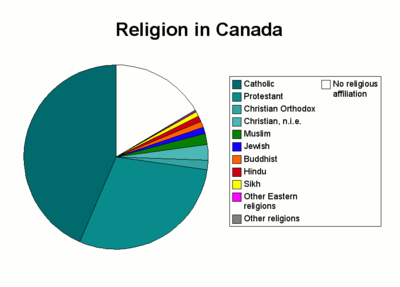 Religion in Canada
Catholic
Protestant
Christian Orthodox
Christian, n.i.e.
Muslim
Jewish
Buddhist
Hindu
Sikh
Other Eastern
religions
Other religions
No religious
affiliation